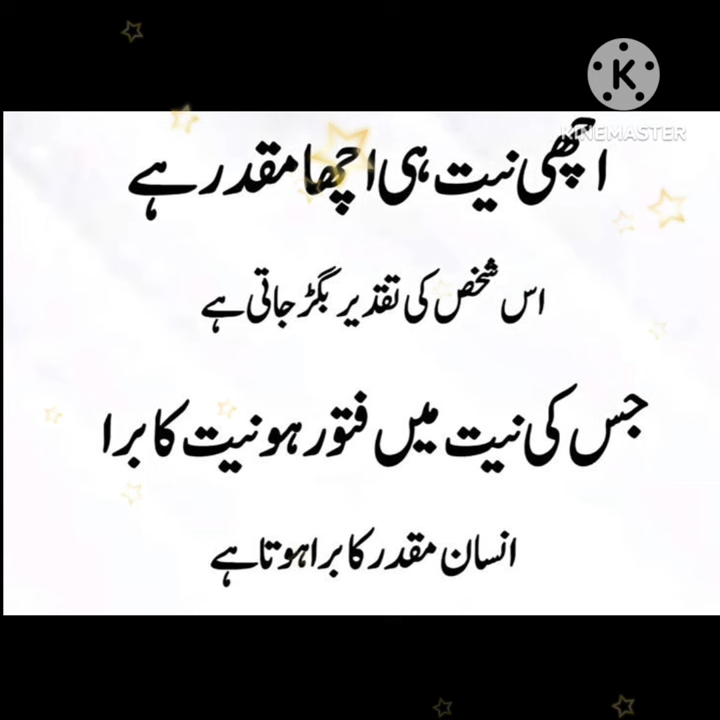 KINEMASTER
اچھی نیت ہی اچھا مقدر ہے
اس شخص کی تقدیر بگڑ جاتی ہے
جس کی نیت میں فتور ہو نیت کا برا
انسان مقدر کا برا ہوتا ہے